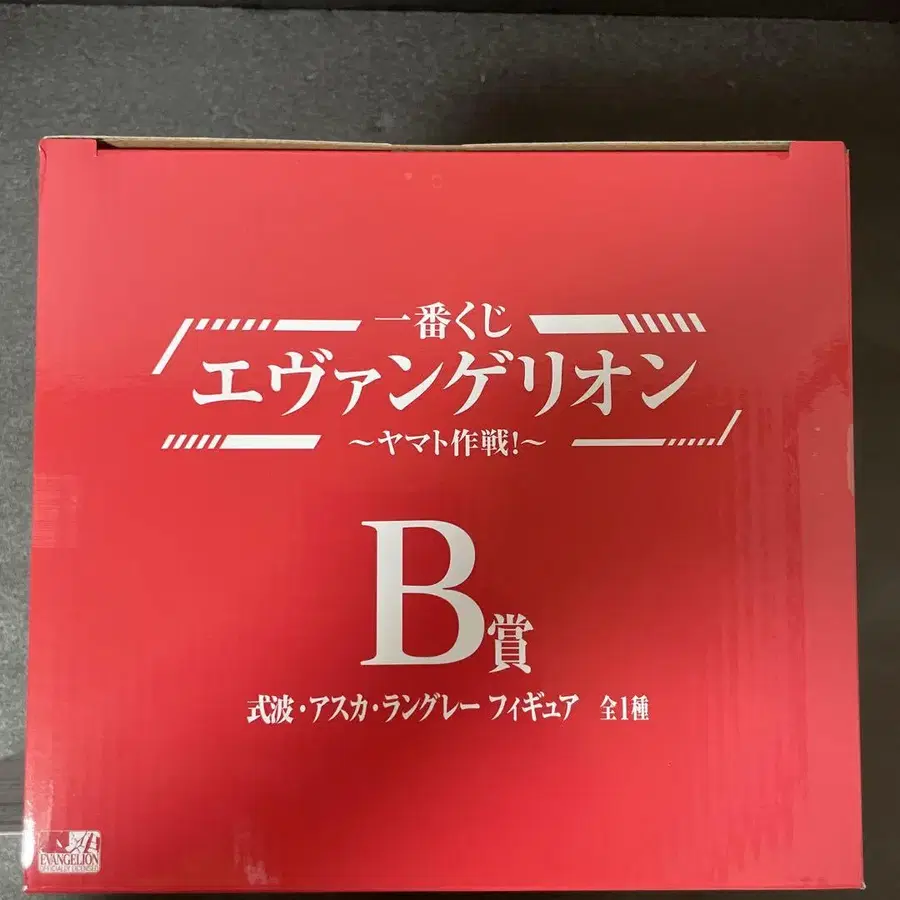 一番くじ
エヴァンゲリオン
～ヤマト作戦!～
B賞
式波・アスカ・ラングレー フィギュア 全1種
EVANGELION
OFFICIALLY LICENSED